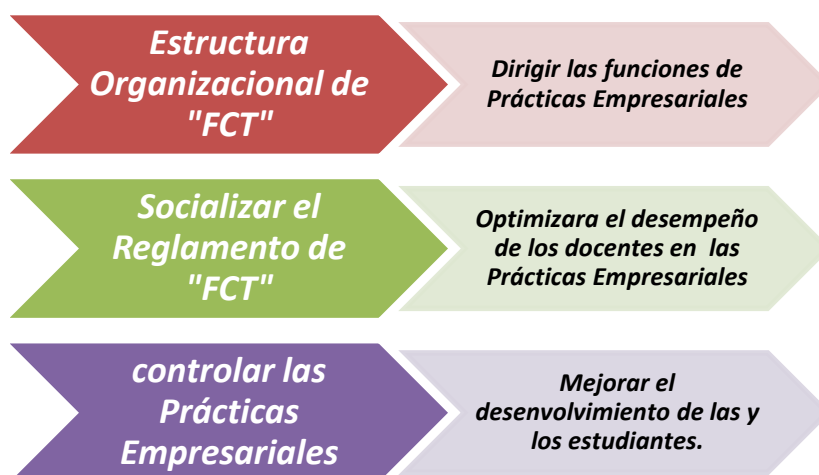 Estructura
Organizacional de
"FCT"
Dirigir las funciones de
Prácticas Empresariales
Socializar el
Reglamento de
"FCT"
Optimizara el desempeño
de los docentes en las
Prácticas Empresariales
controlar las
Prácticas
Empresariales
Mejorar el
desenvolvimiento de las y
los estudiantes.